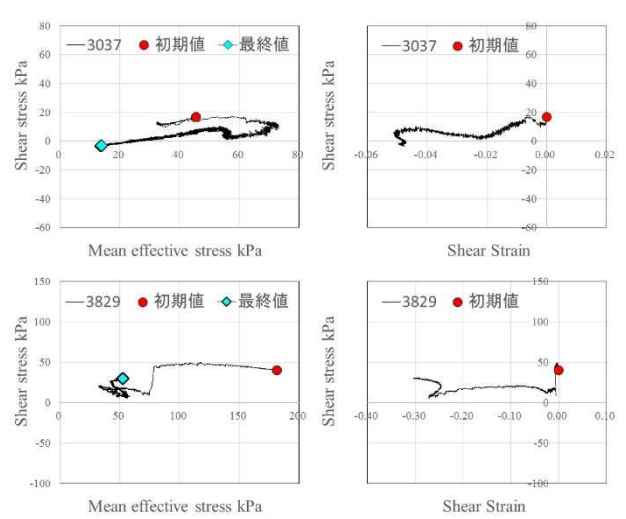 80
60
3037 初期値 最終値
40
20
0
0 20 40 60 80
-20
-40
-60
Shear stress kPa
Mean effective stress kPa
80
60
3037 初期値
40
20
0
-0.06 -0.04 -0.02 0.00 0.02
-20
-40
-60
Shear stress kPa
Shear Strain
150
3829 初期値 最終値
100
50
0
0 50 100 150 200
-50
-100
Shear stress kPa
Mean effective stress kPa
150
3829 初期値
100
50
0
-0.40 -0.30 -0.20 -0.10 0.00 0.10
-50
-100
Shear stress kPa
Shear Strain